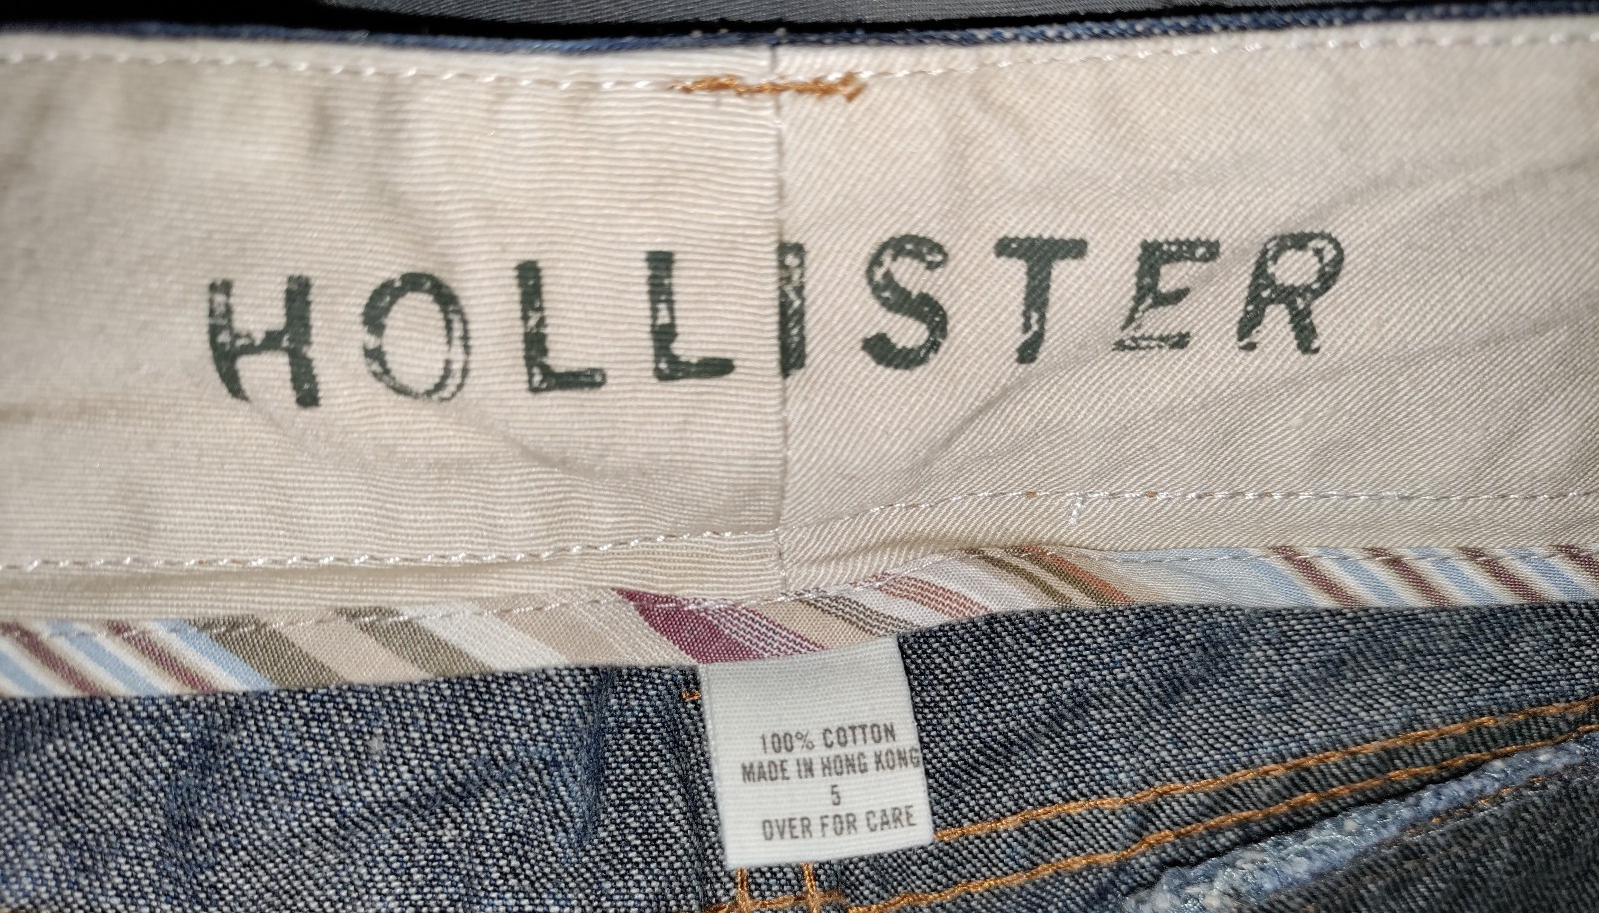 HOLLISTER
100% COTTON
MADE IN HONG KONG
5
OVER FOR CARE